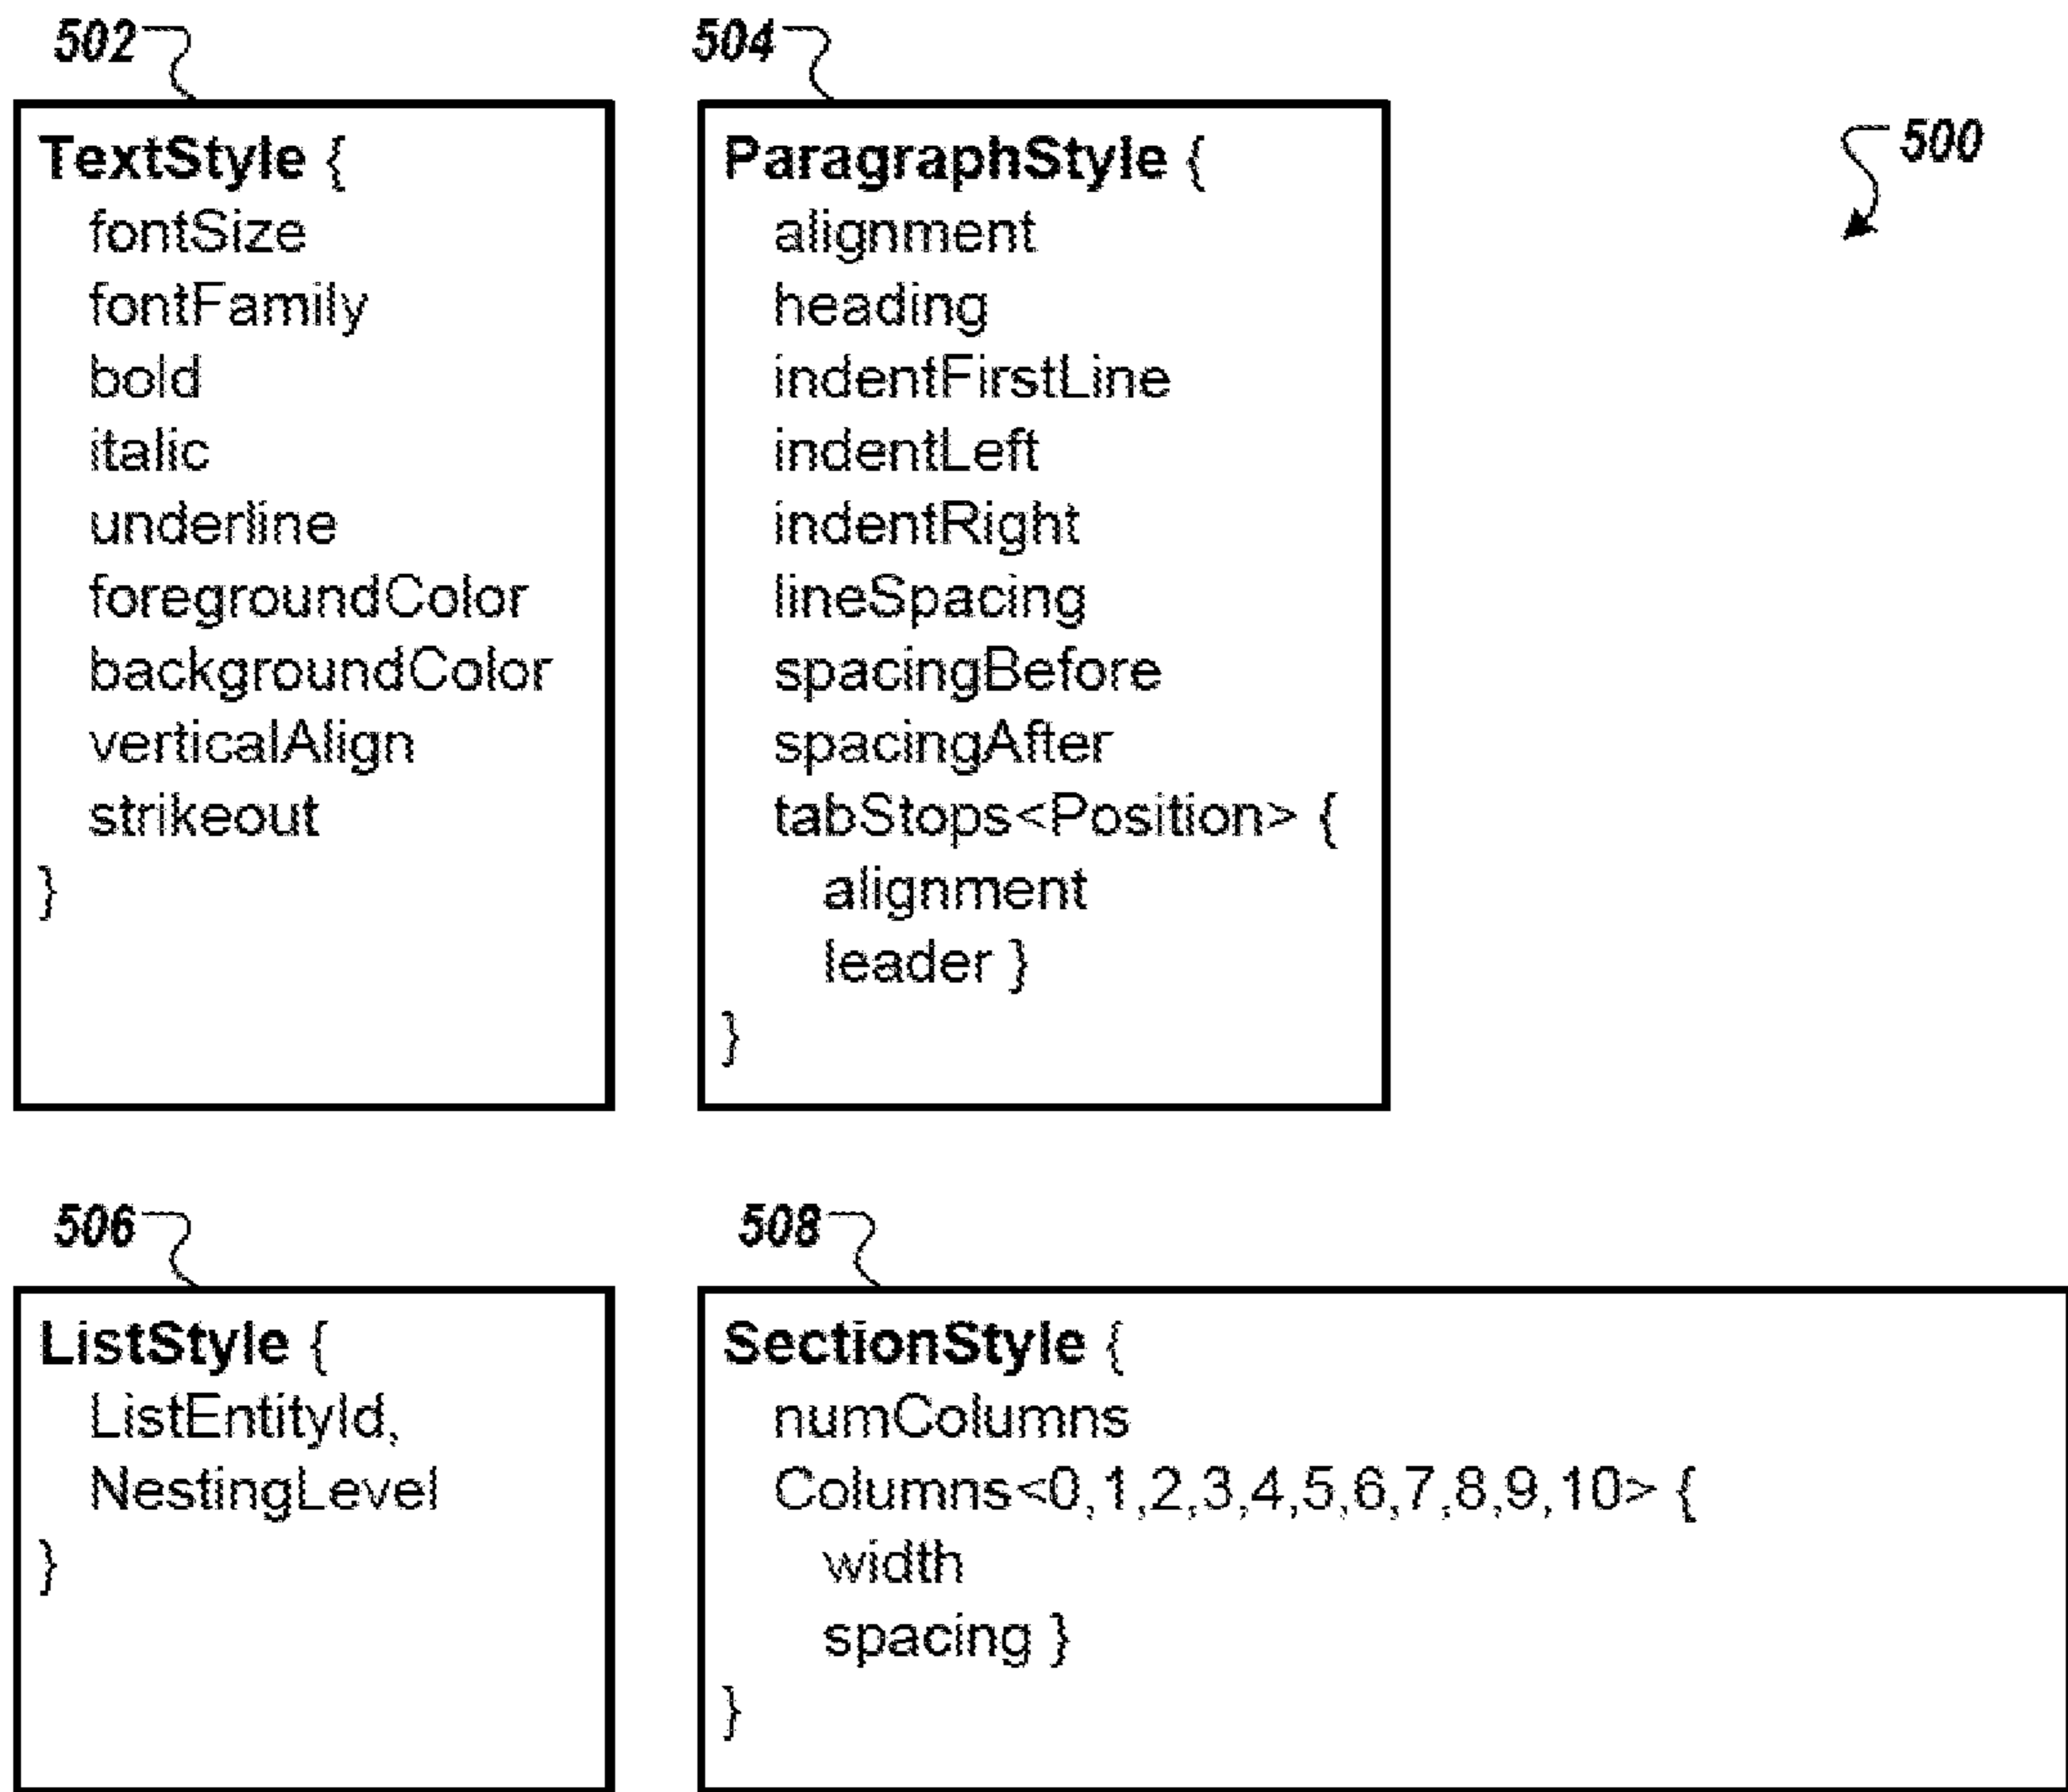 502
TextStyle {
fontSize
fontFamily
bold
italic
underline
foregroundColor
backgroundColor
verticalAlign
strikeout
}
504
ParagraphStyle {
alignment
heading
indentFirstLine
indentLeft
indentRight
lineSpacing
spacingBefore
spacingAfter
tabStops<Position> {
alignment
leader }
}
500
506
ListStyle {
ListEntityId,
NestingLevel
}
508
SectionStyle {
numColumns
Columns<0,1,2,3,4,5,6,7,8,9,10> {
width
spacing }
}